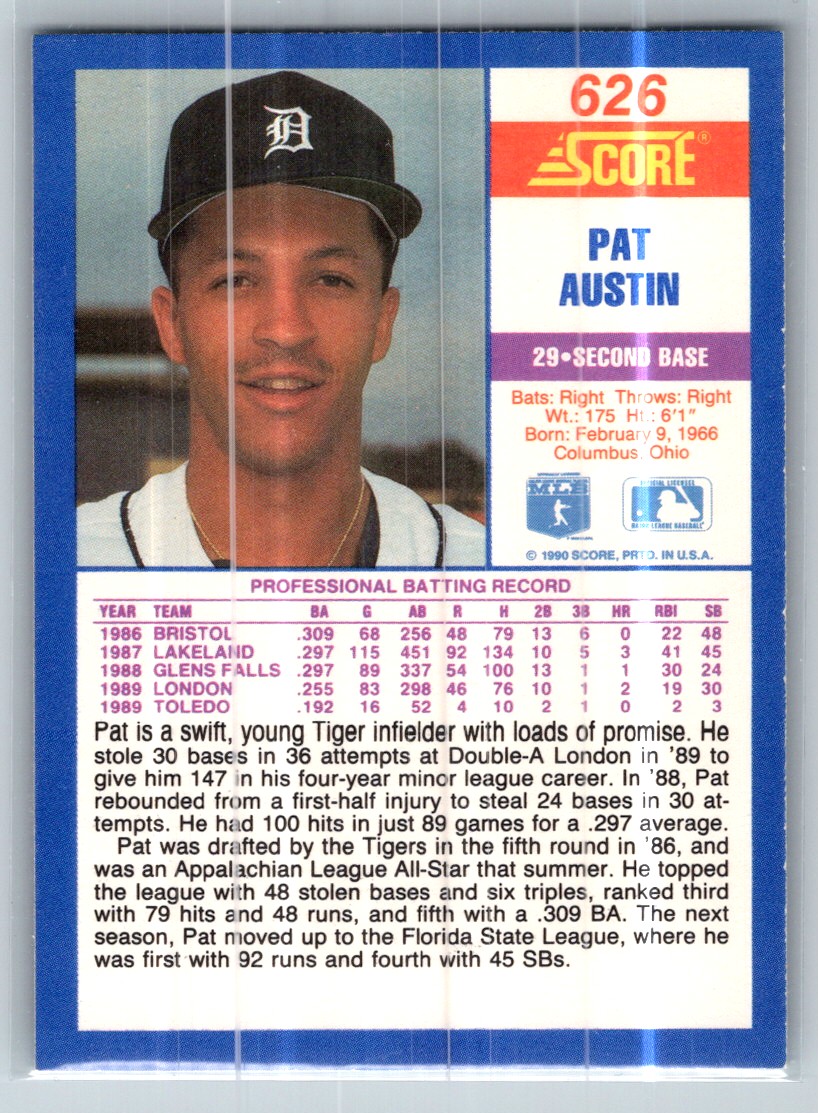 D
626
SCORE®
PAT
AUSTIN
29•SECOND BASE
Bats: Right Throws: Right
Wt.: 175 Ht.: 6'1"
Born: February 9, 1966
Columbus, Ohio
MLB
OFFICIAL LICENSEE
MAJOR LEAGUE BASEBALL
© 1990 SCORE, PRTD. IN U.S.A.
PROFESSIONAL BATTING RECORD
YEAR TEAM BA G AB R H 2B 3B HR RBI SB
1986 BRISTOL .309 68 256 48 79 13 6 0 22 48
1987 LAKELAND .297 115 451 92 134 10 5 3 41 45
1988 GLENS FALLS .297 89 337 54 100 13 1 1 30 24
1989 LONDON .255 83 298 46 76 10 1 2 19 30
1989 TOLEDO .192 16 52 4 10 2 1 0 2 3
Pat is a swift, young Tiger infielder with loads of promise. He
stole 30 bases in 36 attempts at Double-A London in '89 to
give him 147 in his four-year minor league career. In '88, Pat
rebounded from a first-half injury to steal 24 bases in 30 at-
tempts. He had 100 hits in just 89 games for a .297 average.
Pat was drafted by the Tigers in the fifth round in '86, and
was an Appalachian League All-Star that summer. He topped
the league with 48 stolen bases and six triples, ranked third
with 79 hits and 48 runs, and fifth with a .309 BA. The next
season, Pat moved up to the Florida State League, where he
was first with 92 runs and fourth with 45 SBs.